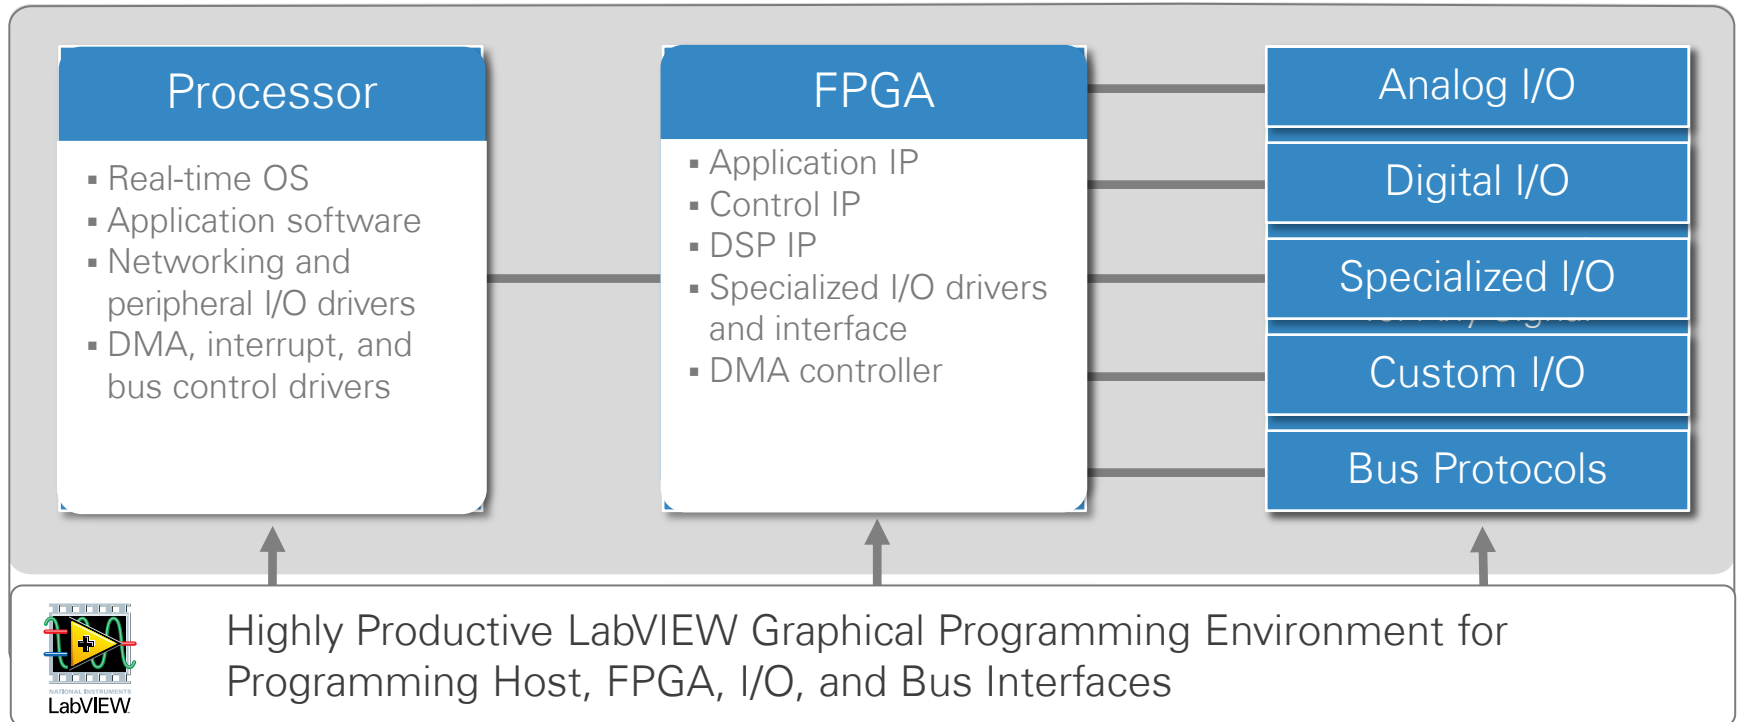 Processor
▪ Real-time OS
▪ Application software
▪ Networking and
peripheral I/O drivers
▪ DMA, interrupt, and
bus control drivers
FPGA
▪ Application IP
▪ Control IP
▪ DSP IP
▪ Specialized I/O drivers
and interface
▪ DMA controller
Analog I/O
Digital I/O
Specialized I/O
Custom I/O
Bus Protocols
NATIONAL INSTRUMENTS
LabVIEW
Highly Productive LabVIEW Graphical Programming Environment for
Programming Host, FPGA, I/O, and Bus Interfaces